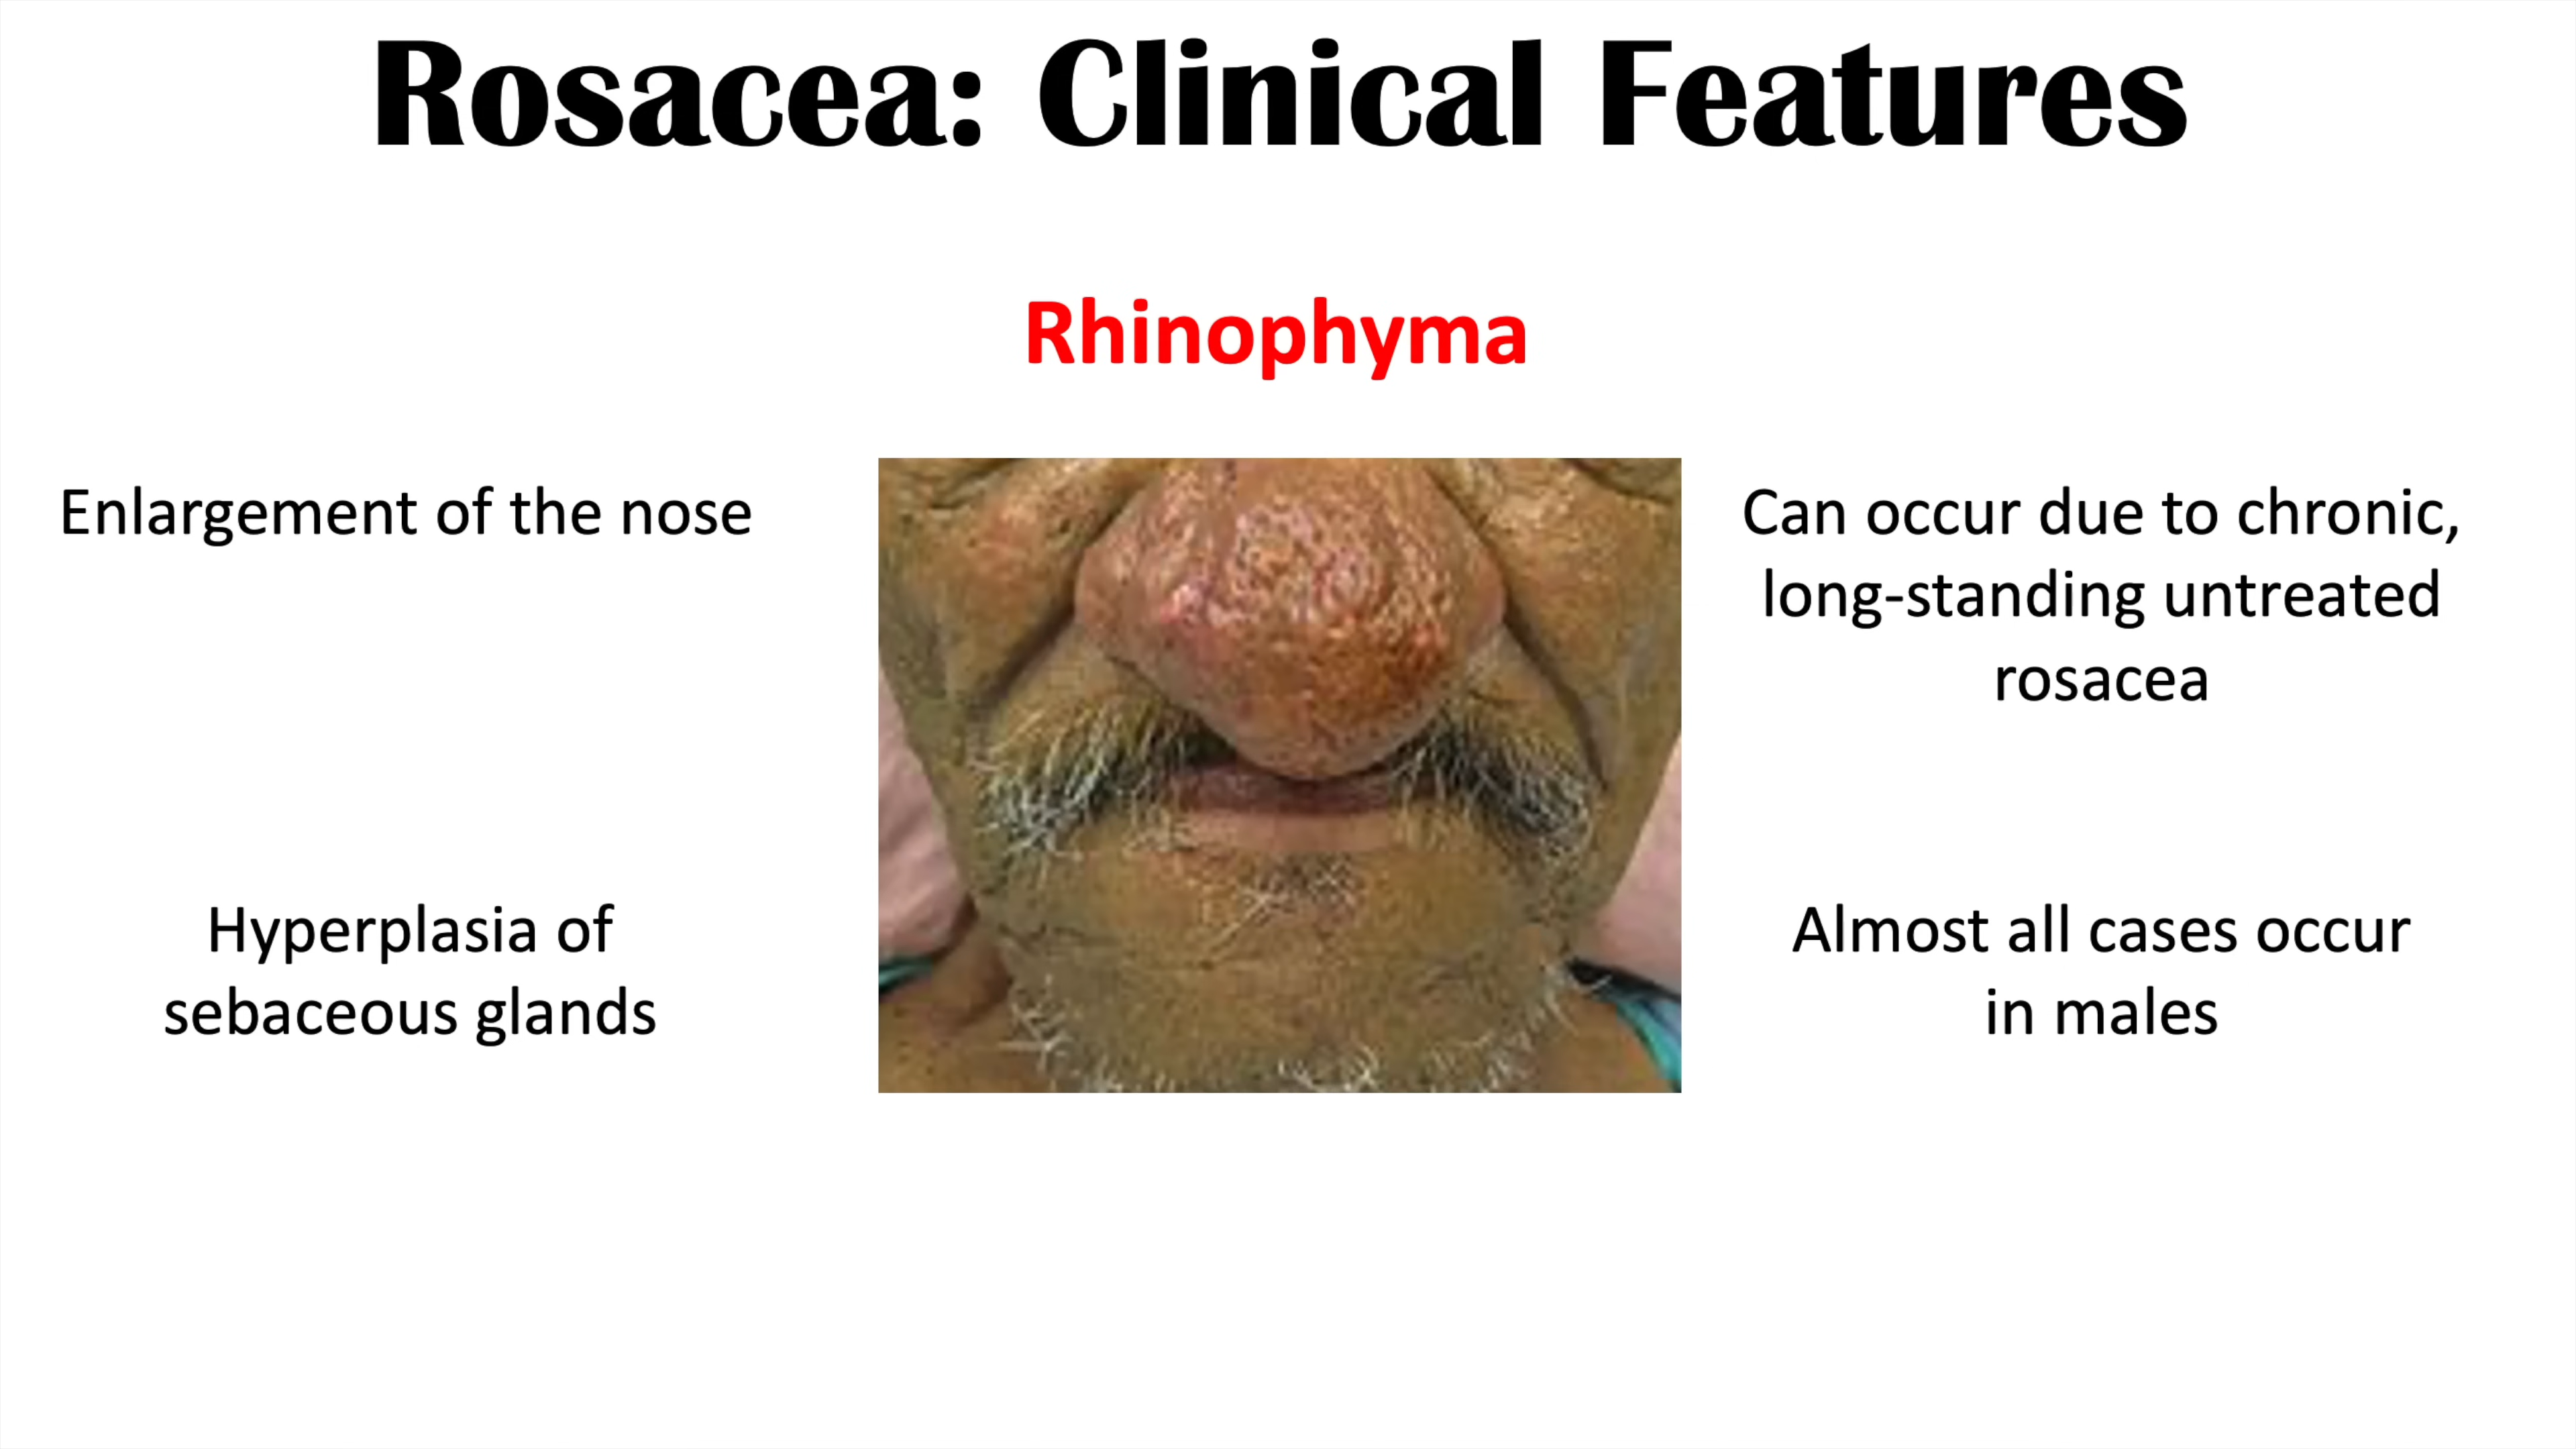 Rosacea: Clinical Features
Rhinophyma
Enlargement of the nose
Hyperplasia of
sebaceous glands
Can occur due to chronic,
long-standing untreated
rosacea
Almost all cases occur
in males